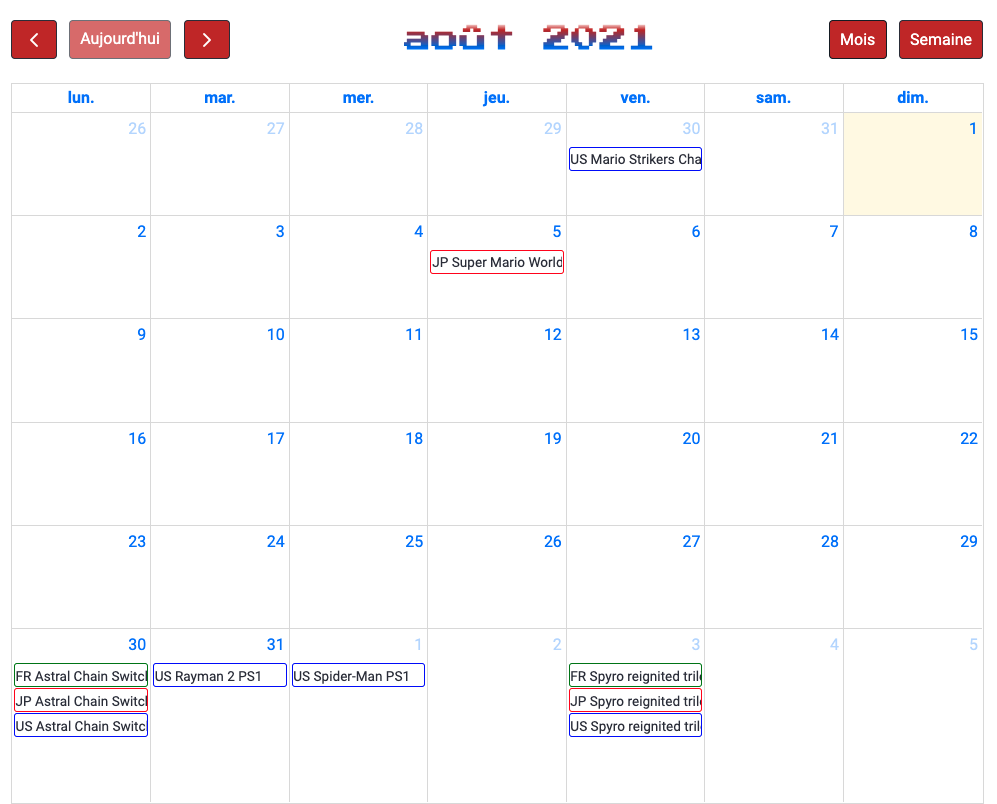 Aujourd'hui
août 2021
Mois Semaine
lun. mar. mer. jeu. ven. sam. dim.
26 27 28 29 30 31 1
US Mario Strikers Cha
2 3 4 5 6 7 8
JP Super Mario World
9 10 11 12 13 14 15
16 17 18 19 20 21 22
23 24 25 26 27 28 29
30 31 1 2 3 4 5
FR Astral Chain Switc US Rayman 2 PS1 US Spider-Man PS1 FR Spyro reignited tril
JP Astral Chain Switc JP Spyro reignited tril
US Astral Chain Switc US Spyro reignited tril